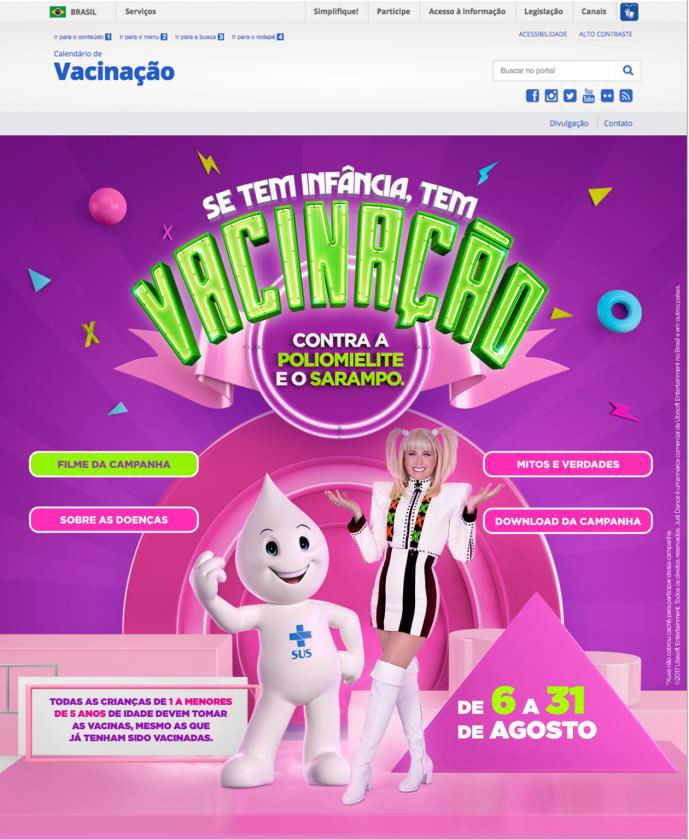 BRASIL Serviços Simplifique! Participe Acesso à informação Legislação Canais
Ir para o conteúdo 1 Ir para o menu 2 Ir para a busca 3 Ir para o rodapé 4 ACESSIBILIDADE ALTO CONTRASTE
Calendário de
Vacinação
Buscar no portal
You Tube
Divulgação Contato
SE TEM INFÂNCIA, TEM
VACINAÇÃO
CONTRA A
POLIOMIELITE
E O SARAMPO.
FILME DA CAMPANHA
MITOS E VERDADES
SOBRE AS DOENÇAS
DOWNLOAD DA CAMPANHA
SUS
TODAS AS CRIANÇAS DE 1 A MENORES
DE 5 ANOS DE IDADE DEVEM TOMAR
AS VACINAS, MESMO AS QUE
JÁ TENHAM SIDO VACINADAS.
DE 6 A 31
DE AGOSTO
*Xuxa não cobrou cachê para participar dessa campanha.
©2017 Ubisoft Entertainment. Todos os direitos reservados. Just Dance é uma marca comercial da Ubisoft Entertainment no Brasil e em outros países.